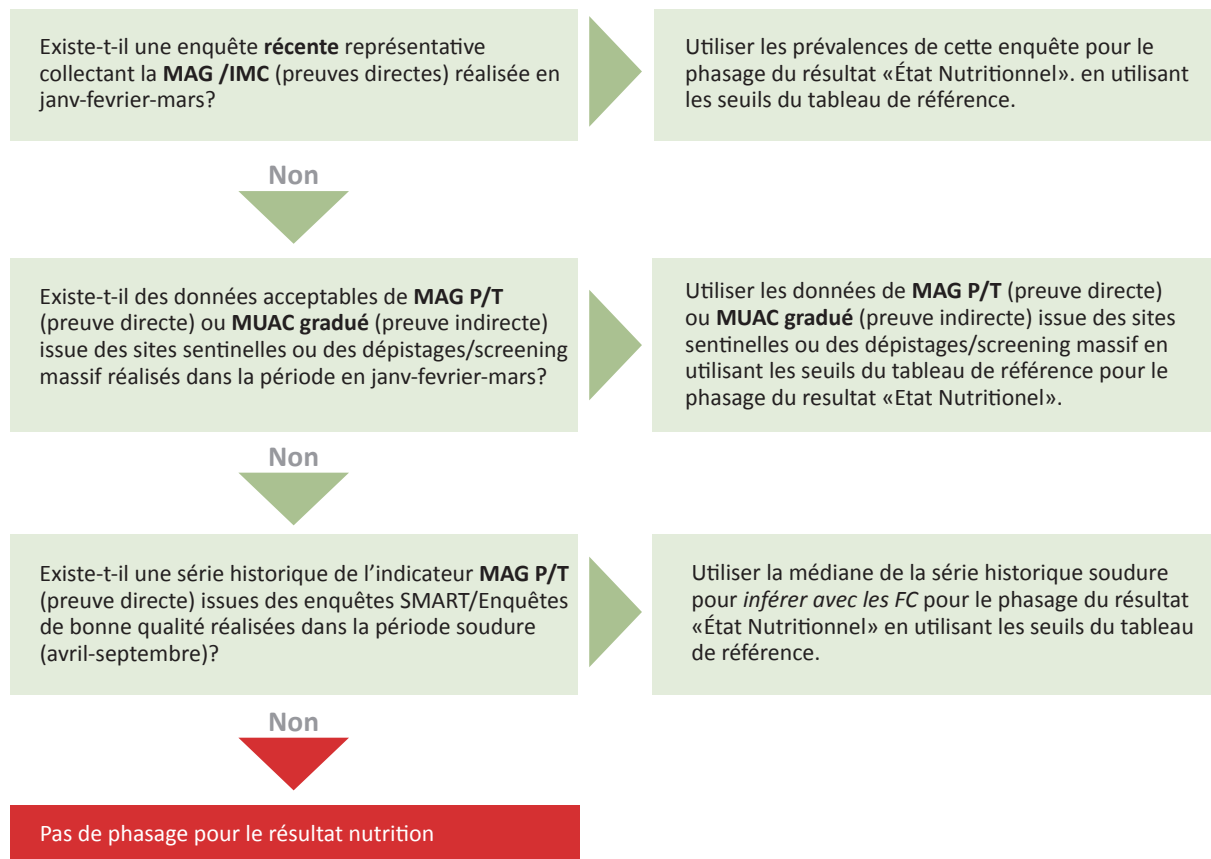 Existe-t-il une enquête récente représentative
collectant la MAG /IMC (preuves directes) réalisée en
janv-fevrier-mars?
Utiliser les prévalences de cette enquête pour le
phasage du résultat «État Nutritionnel». en utilisant
les seuils du tableau de référence.
Non
Existe-t-il des données acceptables de MAG P/T
(preuve directe) ou MUAC gradué (preuve indirecte)
issue des sites sentinelles ou des dépistages/screening
massif réalisés dans la période en janv-fevrier-mars?
Utiliser les données de MAG P/T (preuve directe)
ou MUAC gradué (preuve indirecte) issue des sites
sentinelles ou des dépistages/screening massif en
utilisant les seuils du tableau de référence pour le
phasage du resultat «Etat Nutritionel».
Non
Existe-t-il une série historique de l’indicateur MAG P/T
(preuve directe) issues des enquêtes SMART/Enquêtes
de bonne qualité réalisées dans la période soudure
(avril-septembre)?
Utiliser la médiane de la série historique soudure
pour inférer avec les FC pour le phasage du résultat
«État Nutritionnel» en utilisant les seuils du tableau
de référence.
Non
Pas de phasage pour le résultat nutrition